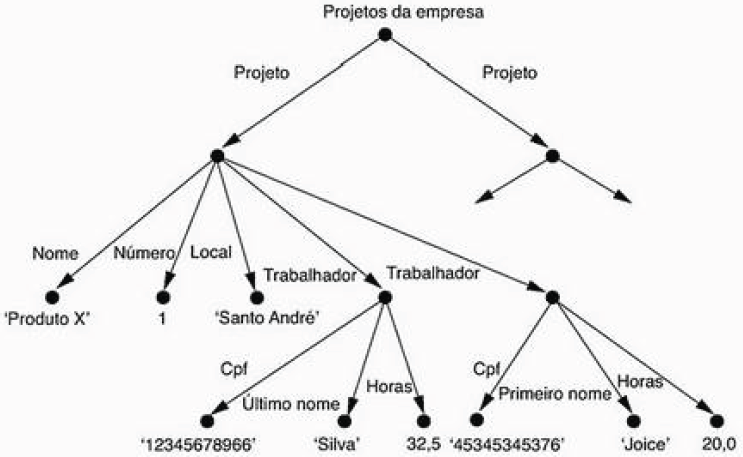 Projetos da empresa
Projeto
Projeto
Nome
Número
Local
Trabalhador
Trabalhador
‘Produto X’
1
‘Santo André’
Cpf
Último nome
Horas
Cpf
Primeiro nome
Horas
‘12345678966’
‘Silva’
32,5
‘45345345376’
‘Joice’
20,0